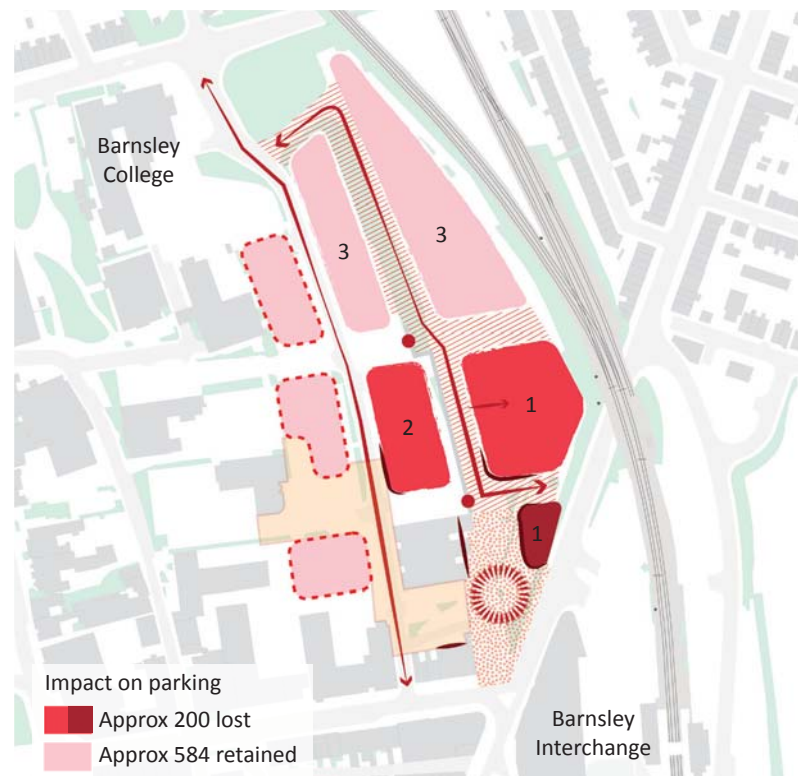 Barnsley
College
3
3
1
2
1
Impact on parking
Approx 200 lost
Approx 584 retained
Barnsley
Interchange